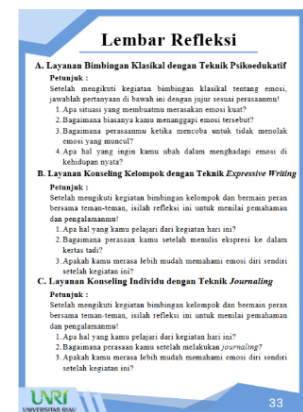 Lembar Refleksi
A. Layanan Bimbingan Klasikal dengan Teknik Psikoedukatif
Petunjuk :
Setelah mengikuti kegiatan bimbingan klasikal tentang emosi,
jawablah pertanyaan di bawah ini dengan jujur sesuai perasaanmu!
1. Apa situasi yang membuatmu merasakan emosi kuat?
2. Bagaimana biasanya kamu menanggapi emosi tersebut?
3. Bagaimana perasaanmu ketika mencoba untuk tidak menolak
emosi yang muncul?
4. Apa hal yang ingin kamu ubah dalam menghadapi emosi di
kehidupan nyata?
B. Layanan Konseling Kelompok dengan Teknik Expressive Writing
Petunjuk :
Setelah mengikuti kegiatan bimbingan kelompok dan bermain peran
bersama teman-teman, isilah refleksi ini untuk menilai pemahaman
dan pengalamanmu!
1. Apa hal yang kamu pelajari dari kegiatan hari ini?
2. Bagaimana perasaan kamu setelah menulis ekspresi ke dalam
kertas tadi?
3. Apakah kamu merasa lebih mudah memahami emosi diri sendiri
setelah kegiatan ini?
C. Layanan Konseling Individu dengan Teknik Journaling
Petunjuk :
Setelah mengikuti kegiatan bimbingan kelompok dan bermain peran
bersama teman-teman, isilah refleksi ini untuk menilai pemahaman
dan pengalamanmu!
1. Apa hal yang kamu pelajari dari kegiatan hari ini?
2. Bagaimana perasaan kamu setelah melakukan journaling?
3. Apakah kamu merasa lebih mudah memahami emosi diri sendiri
setelah kegiatan ini?
UNRI
UNIVERSITAS RIAU
33